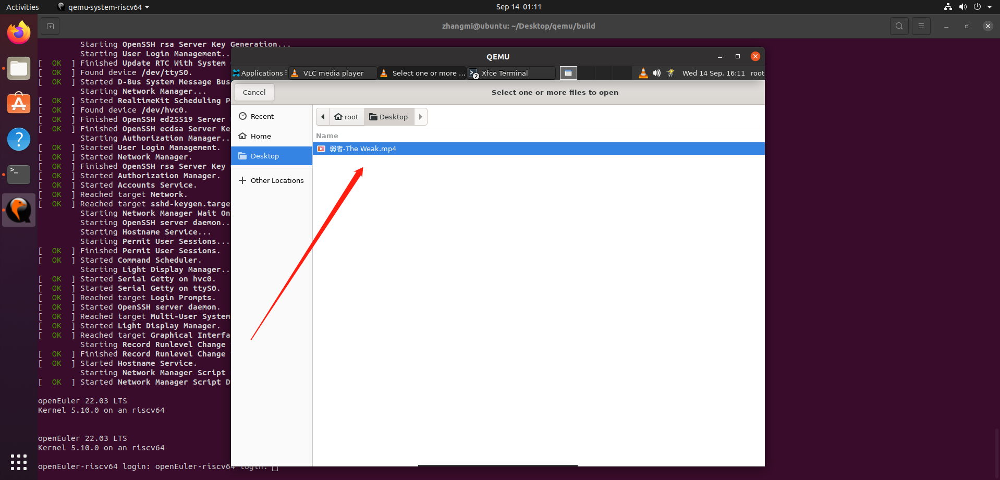 Activities
qemu-system-riscv64
Sep 14 01:11
zhangmi@ubuntu: ~/Desktop/qemu/build
Starting OpenSSH rsa Server Key Generation...
Starting User Login Management..
[ OK ] Finished Update RTC With System
[ OK ] Found device /dev/ttyS0.
[ OK ] Started D-Bus System Message Bus
Starting Network Manager...
[ OK ] Started RealtimeKit Scheduling P
[ OK ] Found device /dev/hvc0.
[ OK ] Finished OpenSSH ed25519 Server
[ OK ] Finished OpenSSH ecdsa Server Ke
Starting Authorization Manager..
[ OK ] Started User Login Management.
[ OK ] Started Network Manager.
[ OK ] Finished OpenSSH rsa Server Key
[ OK ] Started Authorization Manager.
[ OK ] Started Accounts Service.
[ OK ] Reached target Network.
[ OK ] Reached target sshd-keygen.targe
Starting Network Manager Wait On
Starting OpenSSH server daemon..
Starting Hostname Service...
Starting Permit User Sessions...
[ OK ] Finished Permit User Sessions.
[ OK ] Started Command Scheduler.
Starting Light Display Manager..
[ OK ] Started Serial Getty on hvc0.
[ OK ] Started Serial Getty on ttyS0.
[ OK ] Reached target Login Prompts.
[ OK ] Started OpenSSH server daemon.
[ OK ] Reached target Multi-User System
[ OK ] Started Light Display Manager.
[ OK ] Reached target Graphical Interfa
Starting Record Runlevel Change
[ OK ] Finished Record Runlevel Change
[ OK ] Started Hostname Service.
Starting Network Manager Script
[ OK ] Started Network Manager Script D
openEuler 22.03 LTS
Kernel 5.10.0 on an riscv64
openEuler 22.03 LTS
Kernel 5.10.0 on an riscv64
openEuler-riscv64 login: openEuler-riscv64 login:
QEMU
Applications
VLC media player
Select one or more ...
2
Xfce Terminal
Wed 14 Sep, 16:11
root
Cancel
Select one or more files to open
Recent
Home
Desktop
Other Locations
root
Desktop
Name
弱者-The Weak.mp4